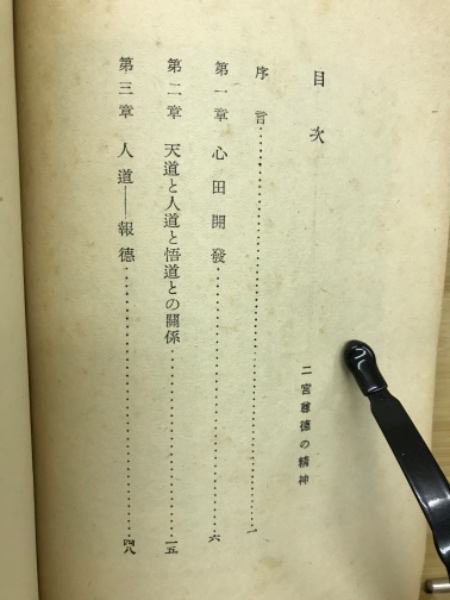 目次
二宮尊德の精神
序言……一
第一章 心田開發……六
第二章 天道と人道と悟道との關係……一五
第三章 人道——報德……四八